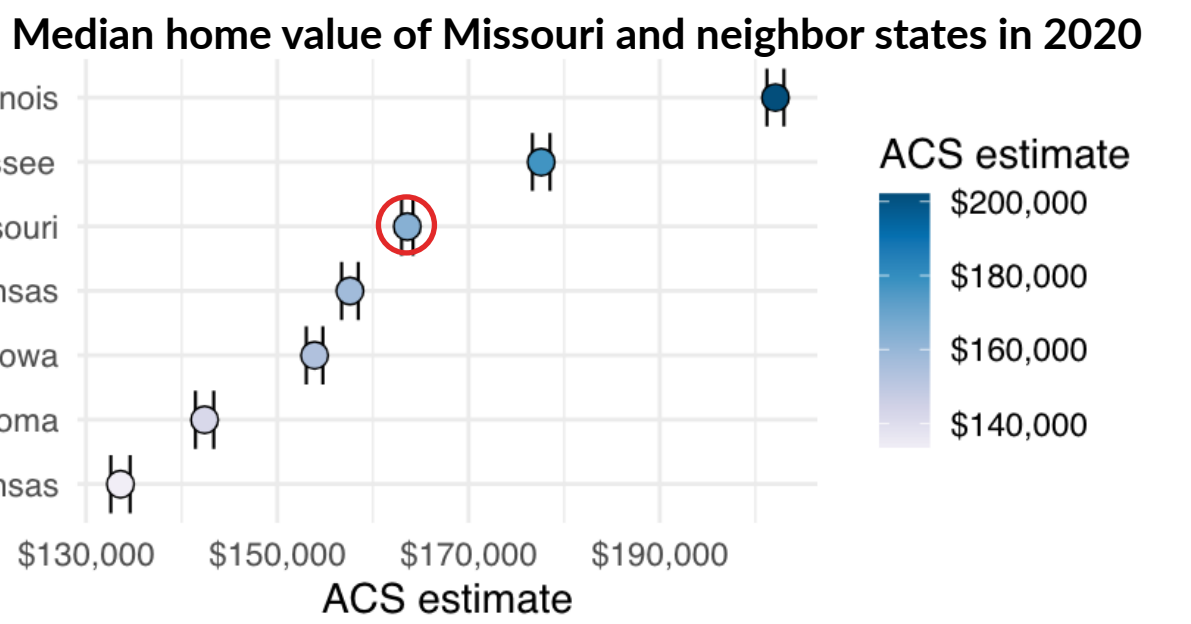 Median home value of Missouri and neighbor states in 2020
nois
ssee
souri
nsas
owa
oma
nsas
$130,000 $150,000 $170,000 $190,000
ACS estimate
ACS estimate
$200,000
$180,000
$160,000
$140,000